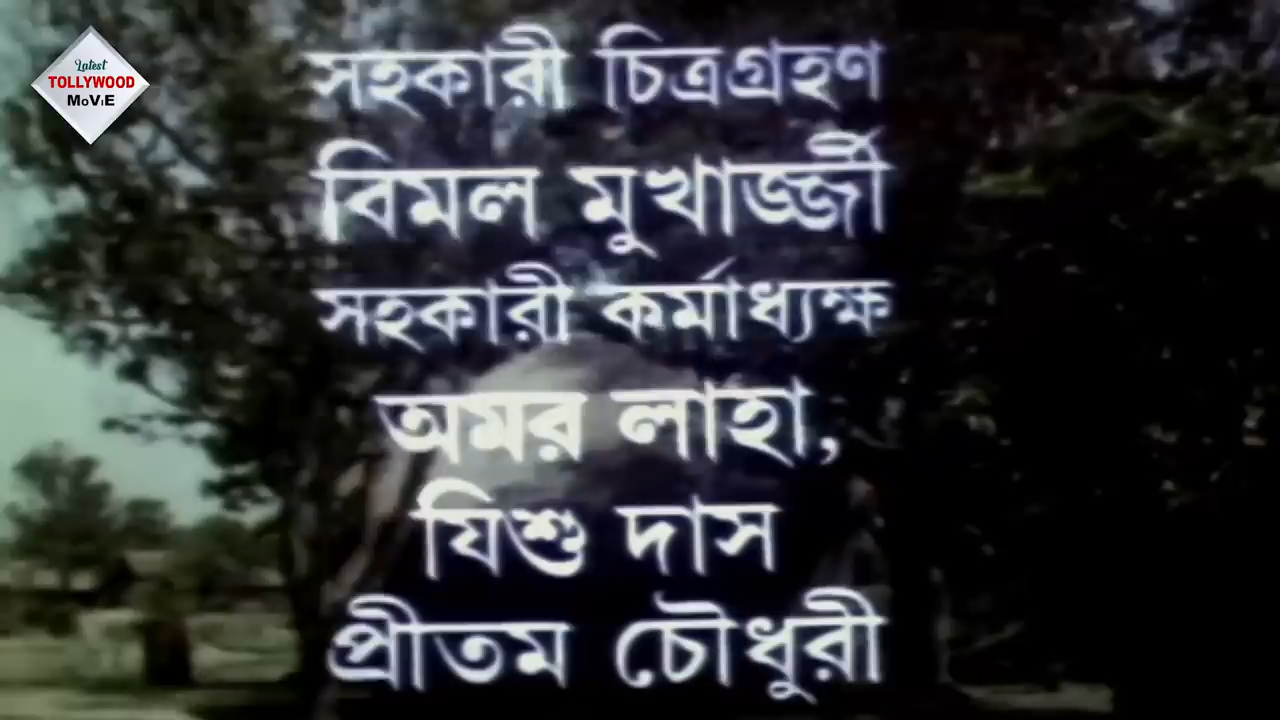 Latest
TOLLYWOOD
MoViE
সহকারী চিত্রগ্রহণ
বিমল মুখার্জ্জী
সহকারী কর্মাধ্যক্ষ
অমর লাহা,
যিশু দাস
প্রীতম চৌধুরী